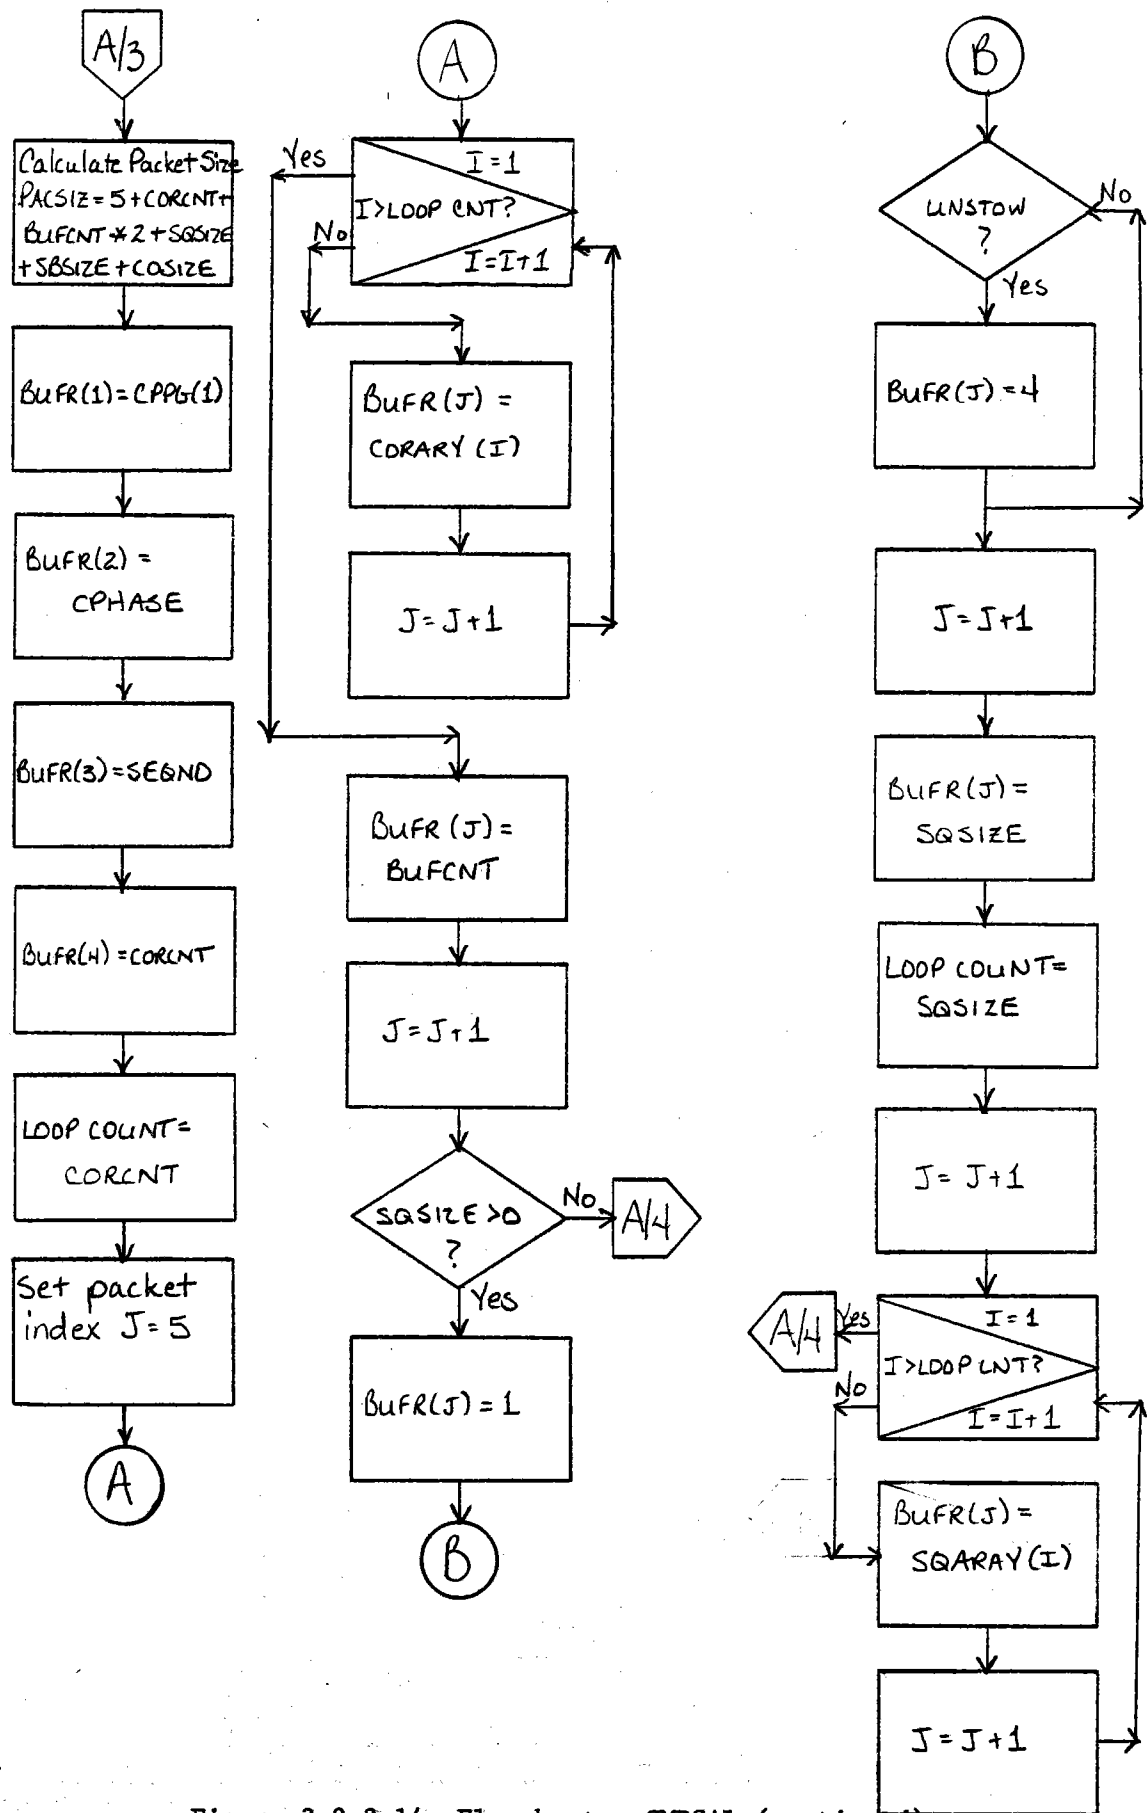 A/3
Calculate Packet Size
PACSIZ = 5 + CORCNT +
BUFCNT * 2 + SQSIZE
+ SBSIZE + COSIZE
BUFR(1) = CPPG(1)
BUFR(2) =
CPHASE
BUFR(3) = SEQNO
BUFR(4) = CORCNT
LOOP COUNT =
CORCNT
Set packet
index J = 5
A
A
I = 1
Yes
I > LOOP CNT?
No
I = I + 1
BUFR(J) =
CORARY(I)
J = J + 1
BUFR(J) =
BUFCNT
J = J + 1
SQSIZE > 0
?
No
A/4
Yes
BUFR(J) = 1
B
B
UNSTOW
?
No
Yes
BUFR(J) = 4
J = J + 1
BUFR(J) =
SQSIZE
LOOP COUNT =
SQSIZE
J = J + 1
I = 1
A/4
Yes
I > LOOP CNT?
No
I = I + 1
BUFR(J) =
SQARAY(I)
J = J + 1